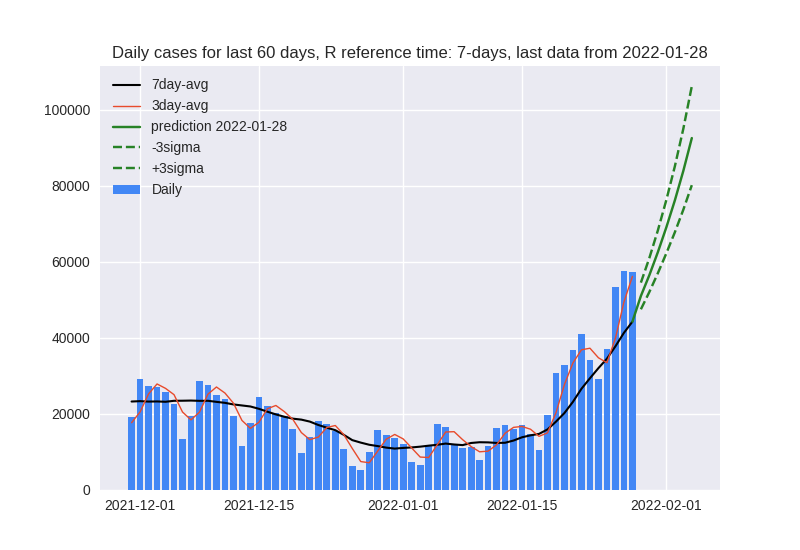 Daily cases for last 60 days, R reference time: 7-days, last data from 2022-01-28
7day-avg
3day-avg
prediction 2022-01-28
-3sigma
+3sigma
Daily
100000
80000
60000
40000
20000
0
2021-12-01 2021-12-15 2022-01-01 2022-01-15 2022-02-01